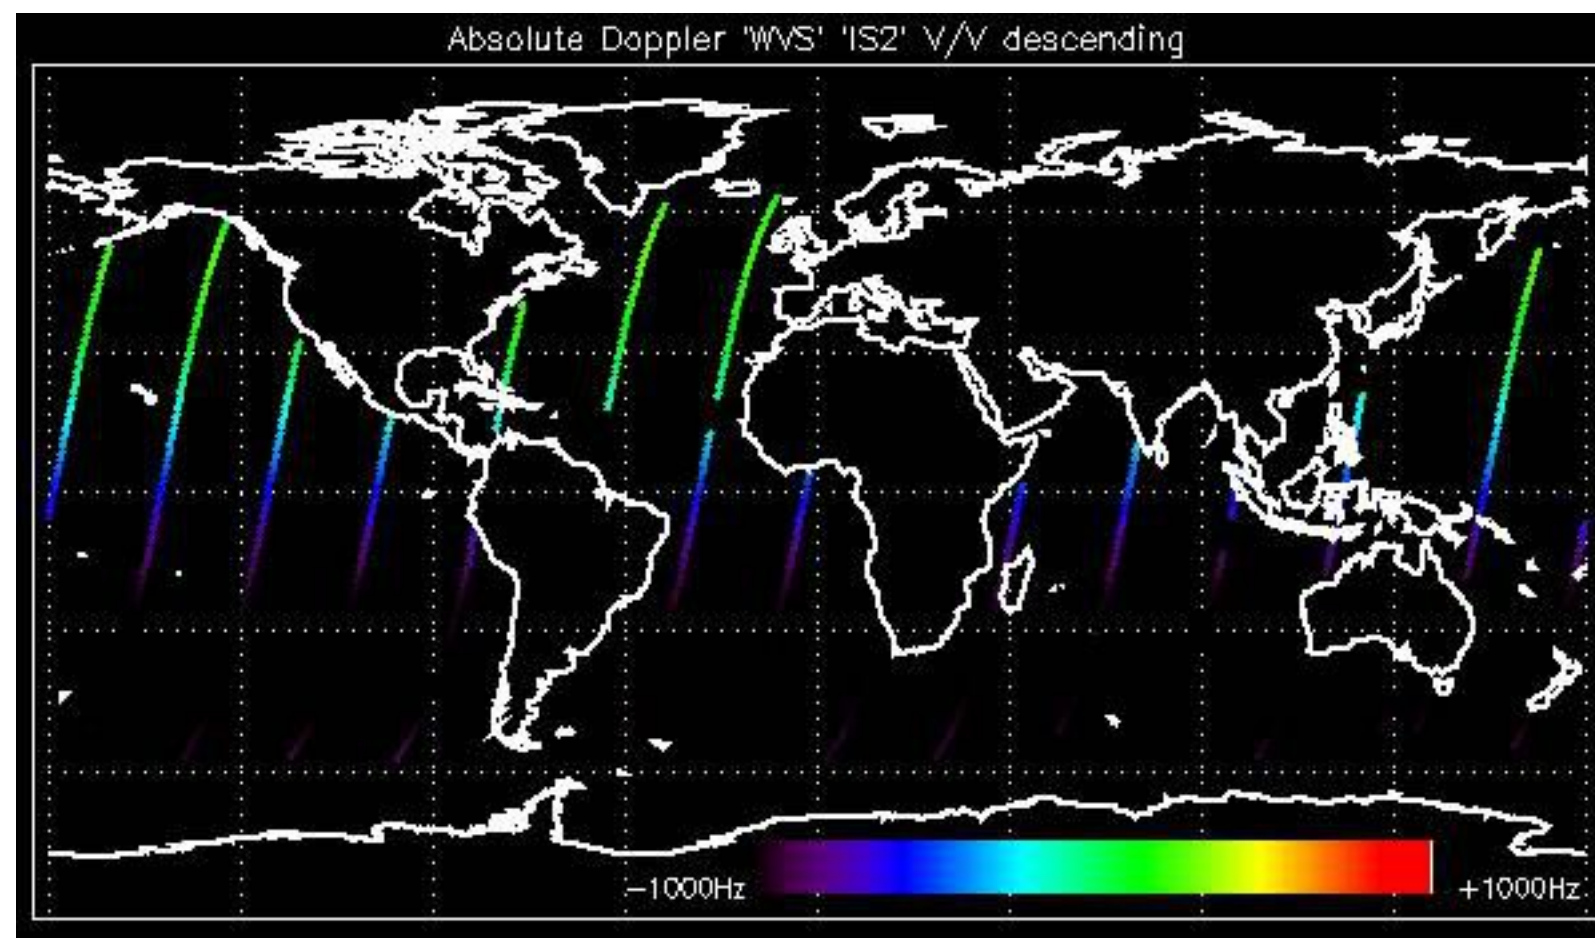 Absolute Doppler 'WVS' 'IS2' V/V descending
−1000Hz +1000Hz